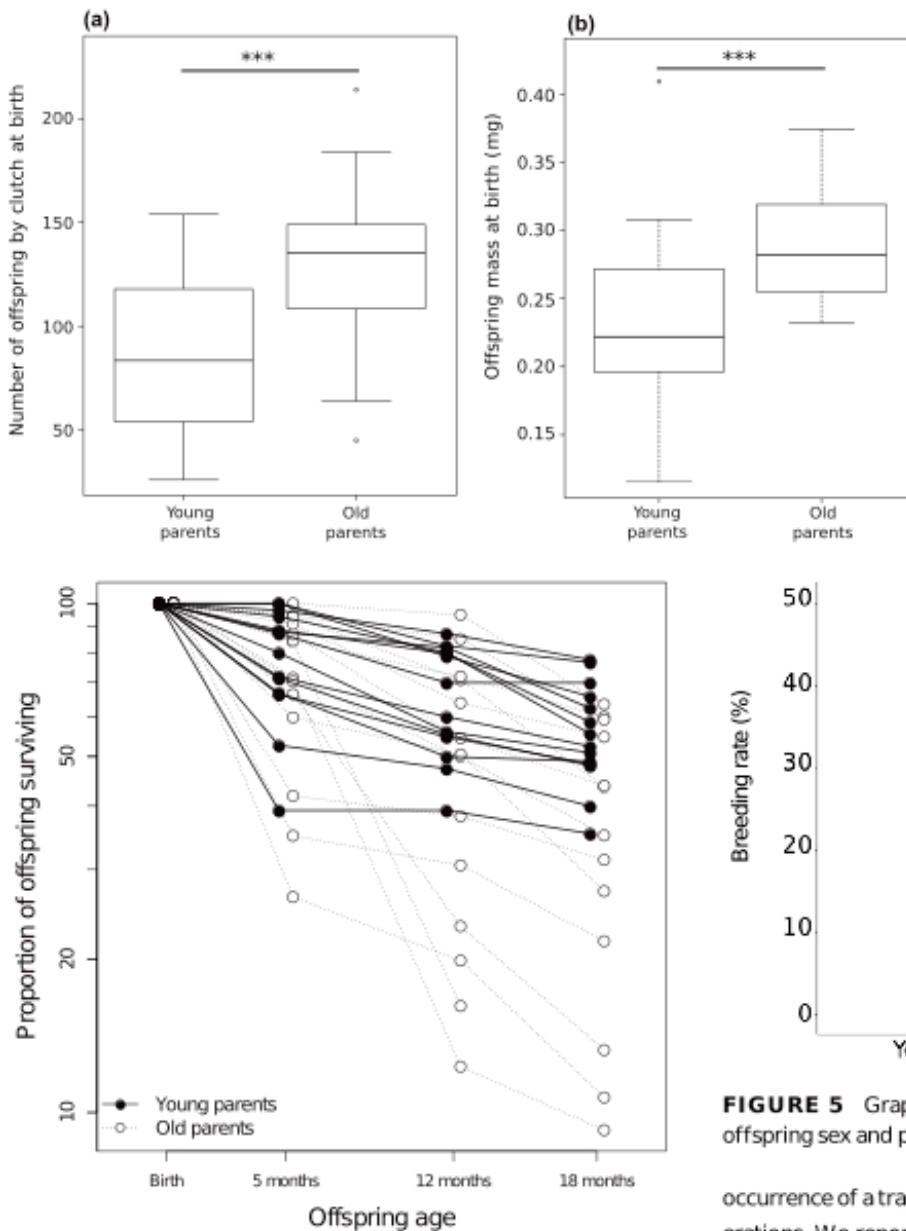 (a)
***
Number of offspring by clutch at birth
200
150
100
50
Young
parents
Old
parents
(b)
***
Offspring mass at birth (mg)
0.40
0.35
0.30
0.25
0.20
0.15
Young
parents
Old
parents
Proportion of offspring surviving
100
50
20
10
Young parents
Old parents
Birth
5 months
12 months
18 months
Offspring age
Breeding rate (%)
50
40
30
20
10
0
FIGURE 5 Grap
offspring sex and p
occurrence of a tra